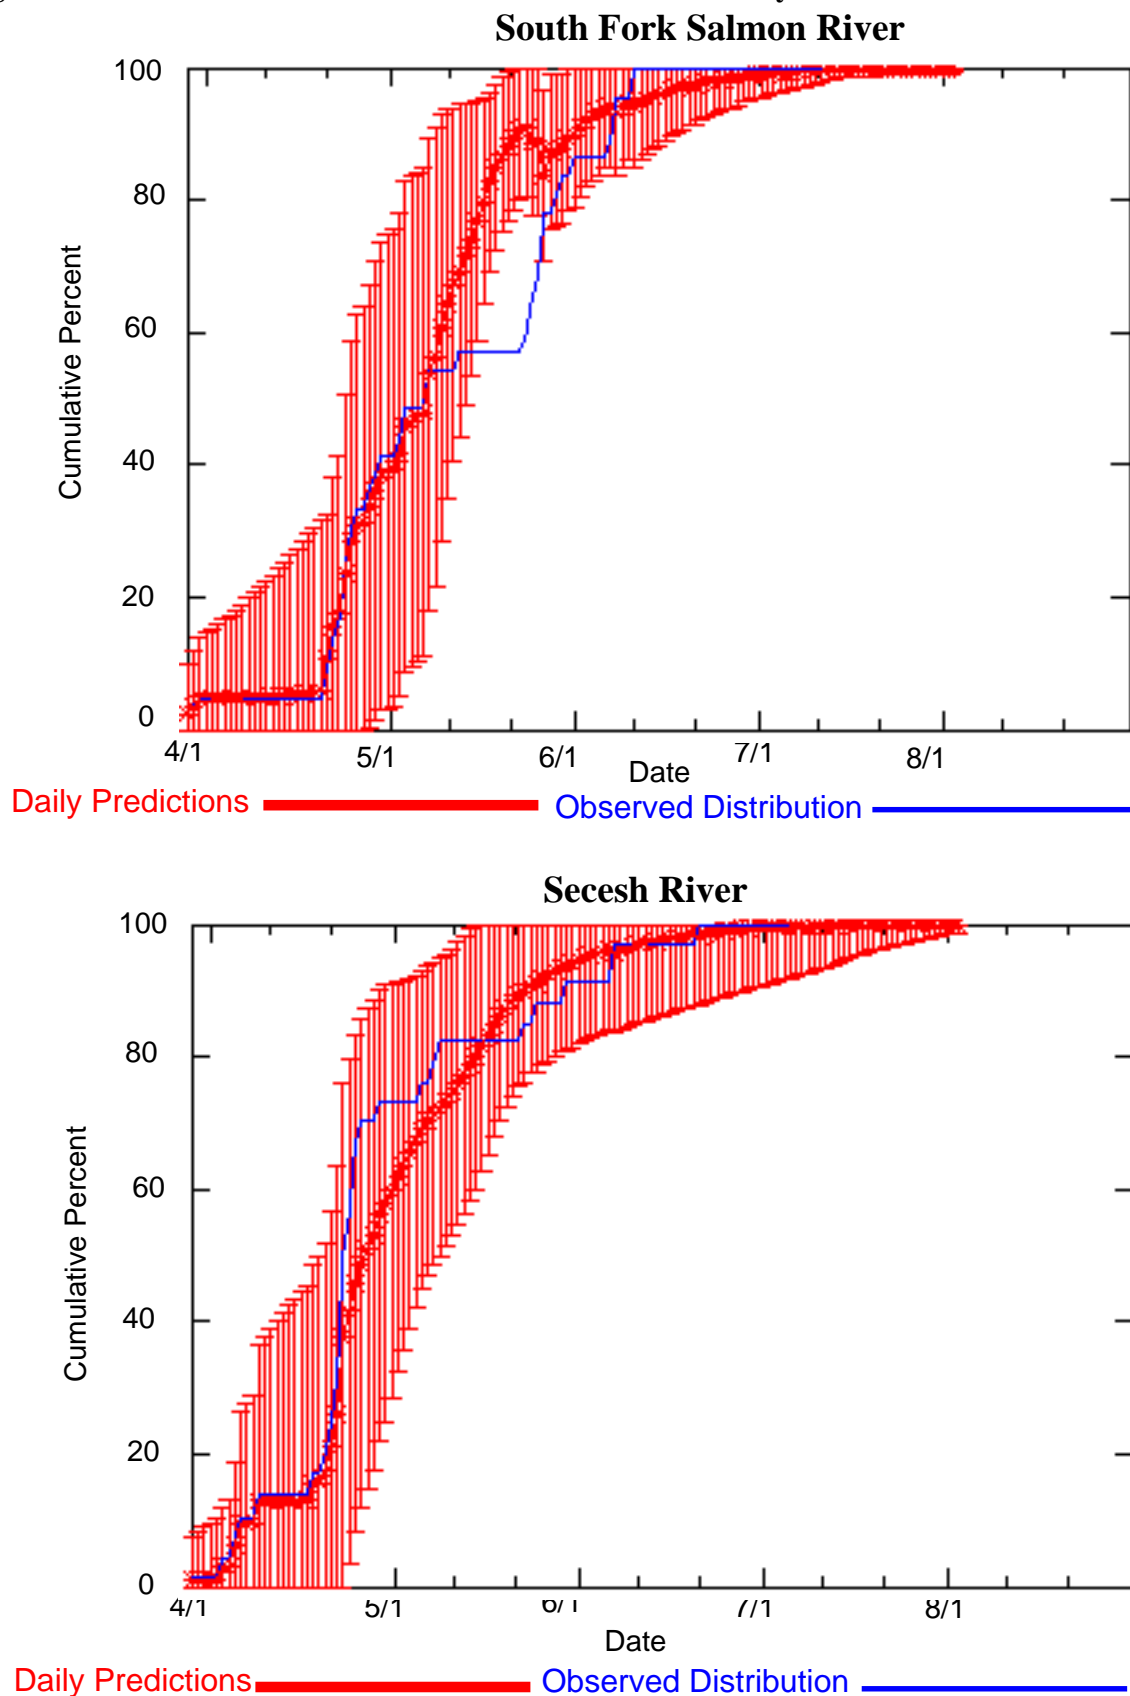 South Fork Salmon River
100
80
60
40
20
0
Cumulative Percent
4/1 5/1 6/1 7/1 8/1
Date
Daily Predictions Observed Distribution
Secesh River
100
80
60
40
20
0
Cumulative Percent
4/1 5/1 6/1 7/1 8/1
Date
Daily Predictions Observed Distribution